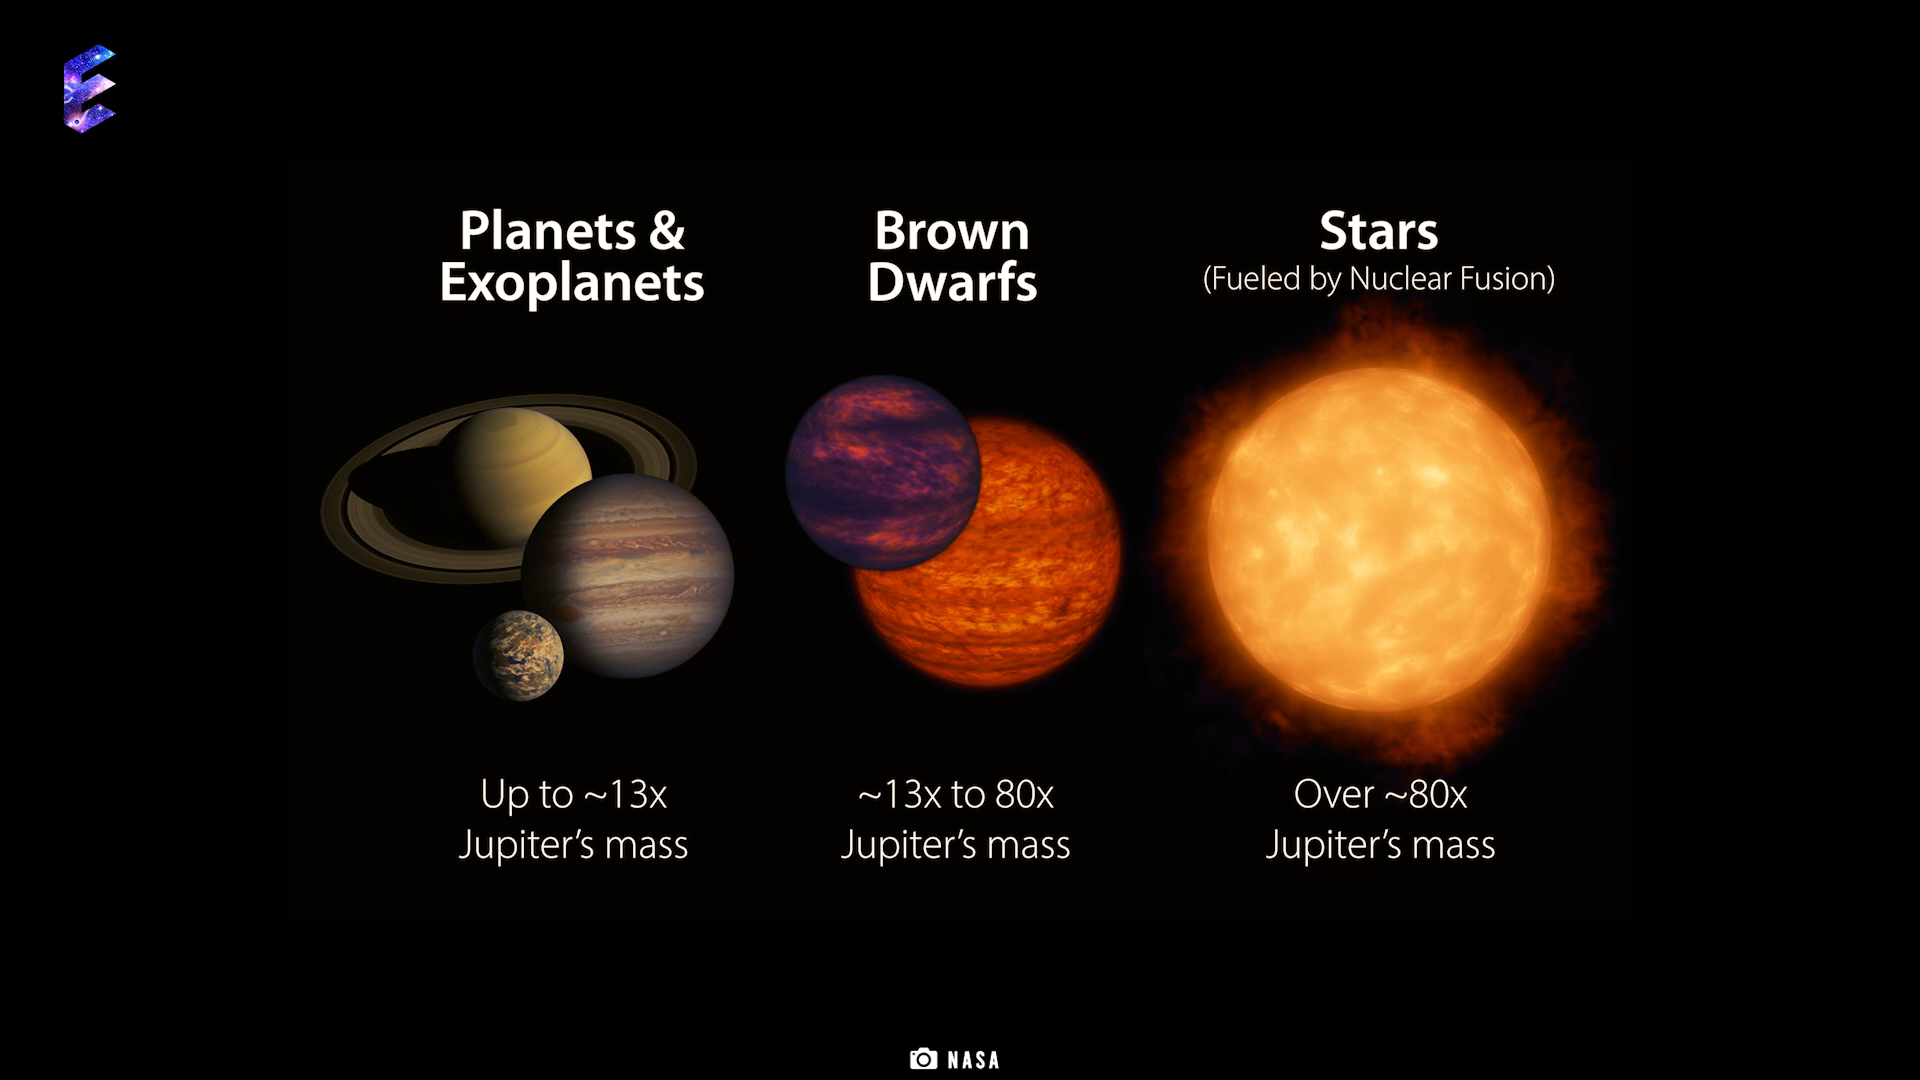 Planets &
Exoplanets
Brown
Dwarfs
Stars
(Fueled by Nuclear Fusion)
Up to ~13x
Jupiter’s mass
~13x to 80x
Jupiter’s mass
Over ~80x
Jupiter’s mass
NASA